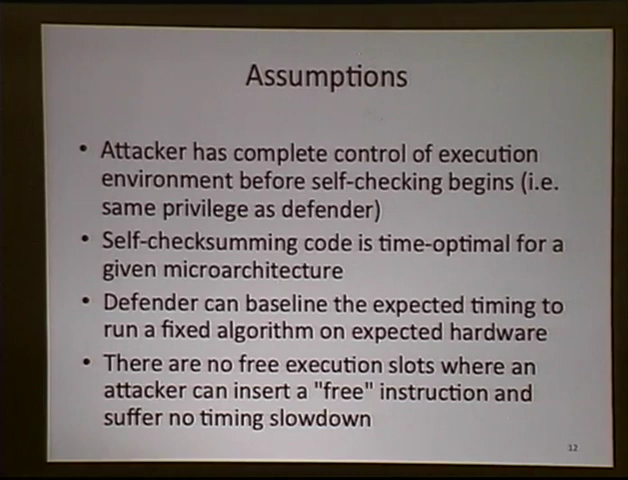 Assumptions
• Attacker has complete control of execution
environment before self-checking begins (i.e.
same privilege as defender)
• Self-checksumming code is time-optimal for a
given microarchitecture
• Defender can baseline the expected timing to
run a fixed algorithm on expected hardware
• There are no free execution slots where an
attacker can insert a "free" instruction and
suffer no timing slowdown
12